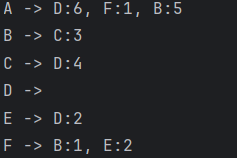 A -> D:6, F:1, B:5
B -> C:3
C -> D:4
D ->
E -> D:2
F -> B:1, E:2